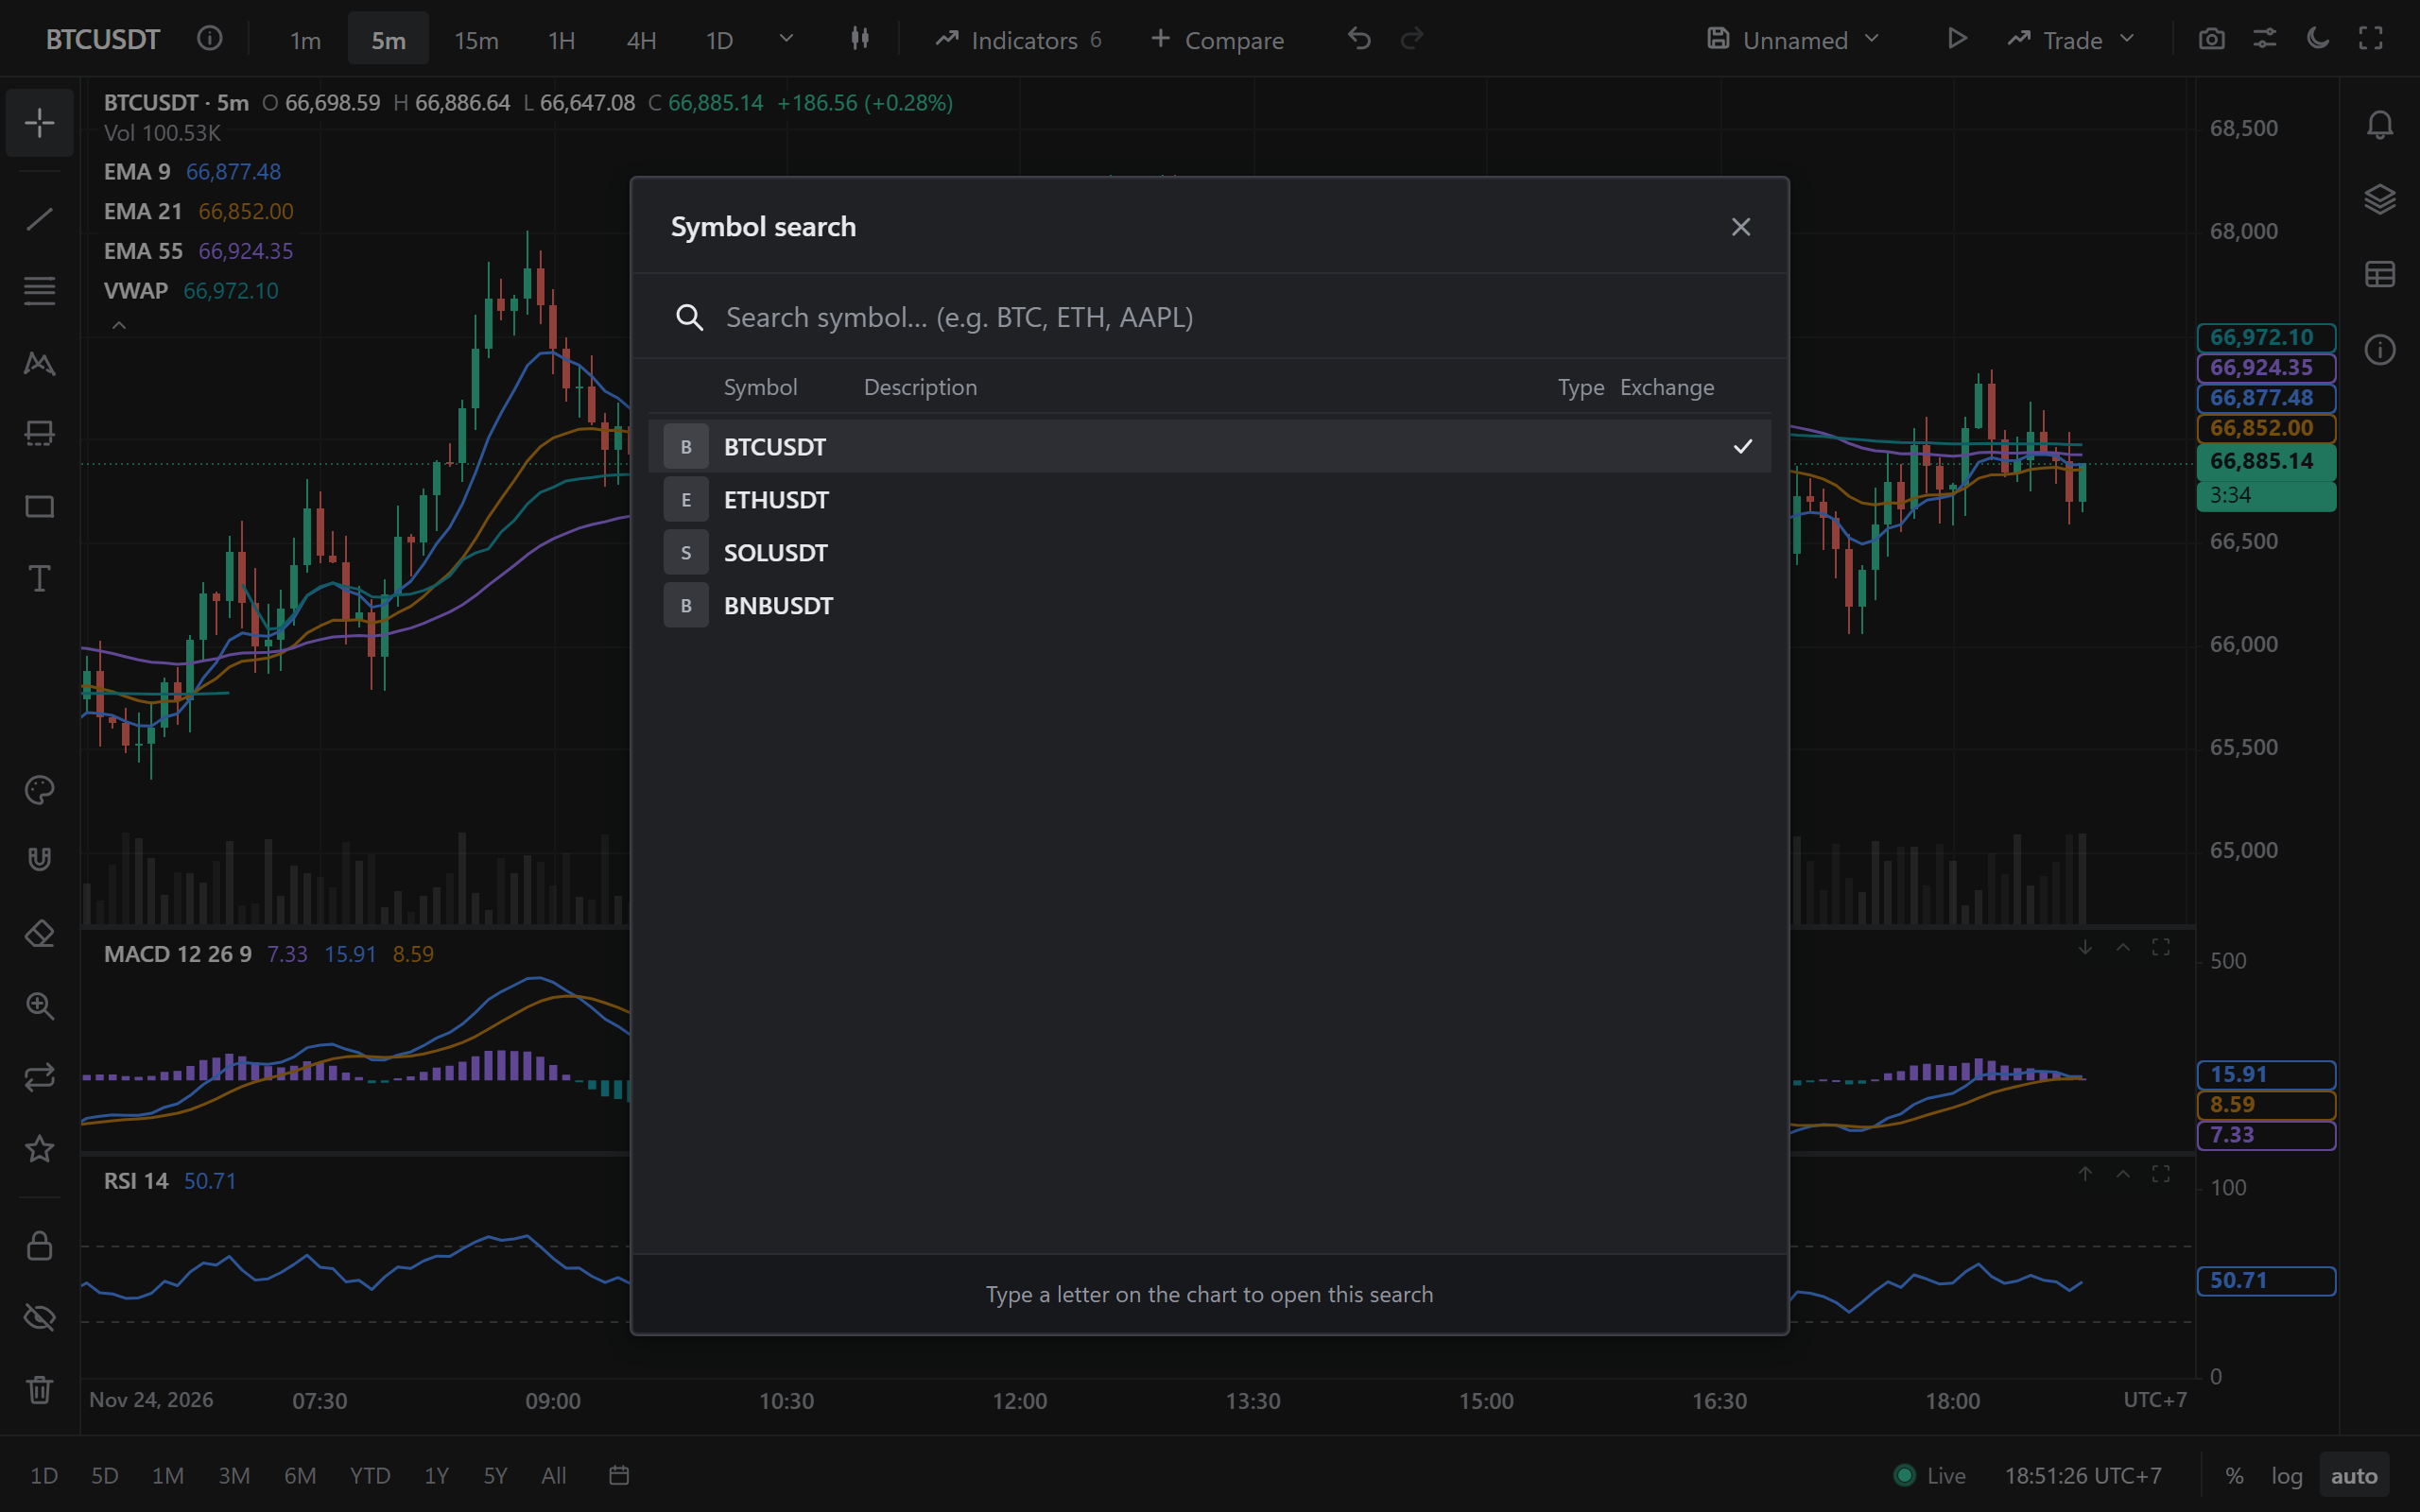 BTCUSDT 1m 5m 15m 1H 4H 1D Indicators 6 Compare Unnamed Trade
BTCUSDT · 5m O 66,698.59 H 66,886.64 L 66,647.08 C 66,885.14 +186.56 (+0.28%)
Vol 100.53K
EMA 9 66,877.48
EMA 21 66,852.00
EMA 55 66,924.35
VWAP 66,972.10
Symbol search
Search symbol... (e.g. BTC, ETH, AAPL)
Symbol Description Type Exchange
B BTCUSDT
E ETHUSDT
S SOLUSDT
B BNBUSDT
Type a letter on the chart to open this search
68,500
68,000
66,972.10
66,924.35
66,877.48
66,852.00
66,885.14
3:34
66,500
66,000
65,500
65,000
MACD 12 26 9 7.33 15.91 8.59
500
15.91
8.59
7.33
RSI 14 50.71
100
50.71
0
Nov 24, 2026 07:30 09:00 10:30 12:00 13:30 15:00 16:30 18:00 UTC+7
1D 5D 1M 3M 6M YTD 1Y 5Y All Live 18:51:26 UTC+7 % log auto